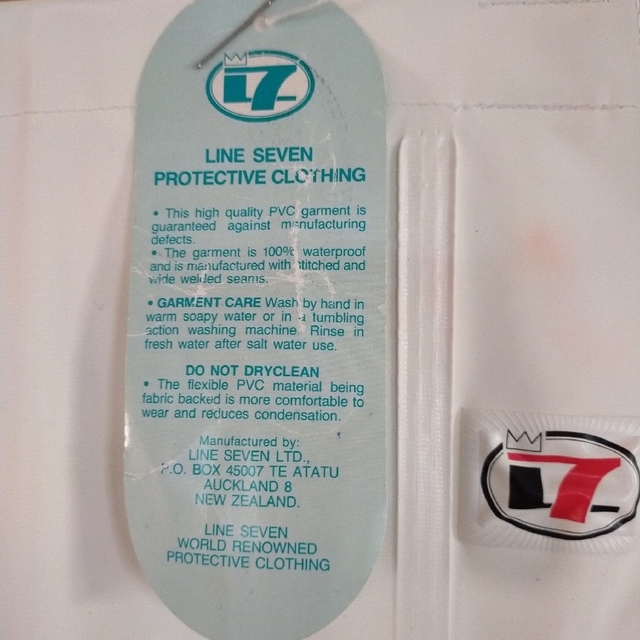 L7
LINE SEVEN
PROTECTIVE CLOTHING
• This high quality PVC garment is
guaranteed against manufacturing
defects.
• The garment is 100% waterproof
and is manufactured with stitched and
wide welded seams.
• GARMENT CARE Wash by hand in
warm soapy water or in a tumbling
action washing machine. Rinse in
fresh water after salt water use.
DO NOT DRYCLEAN
• The flexible PVC material being
fabric backed is more comfortable to
wear and reduces condensation.
Manufactured by:
LINE SEVEN LTD.,
P.O. BOX 45007 TE ATATU
AUCKLAND 8
NEW ZEALAND.
LINE SEVEN
WORLD RENOWNED
PROTECTIVE CLOTHING
L7